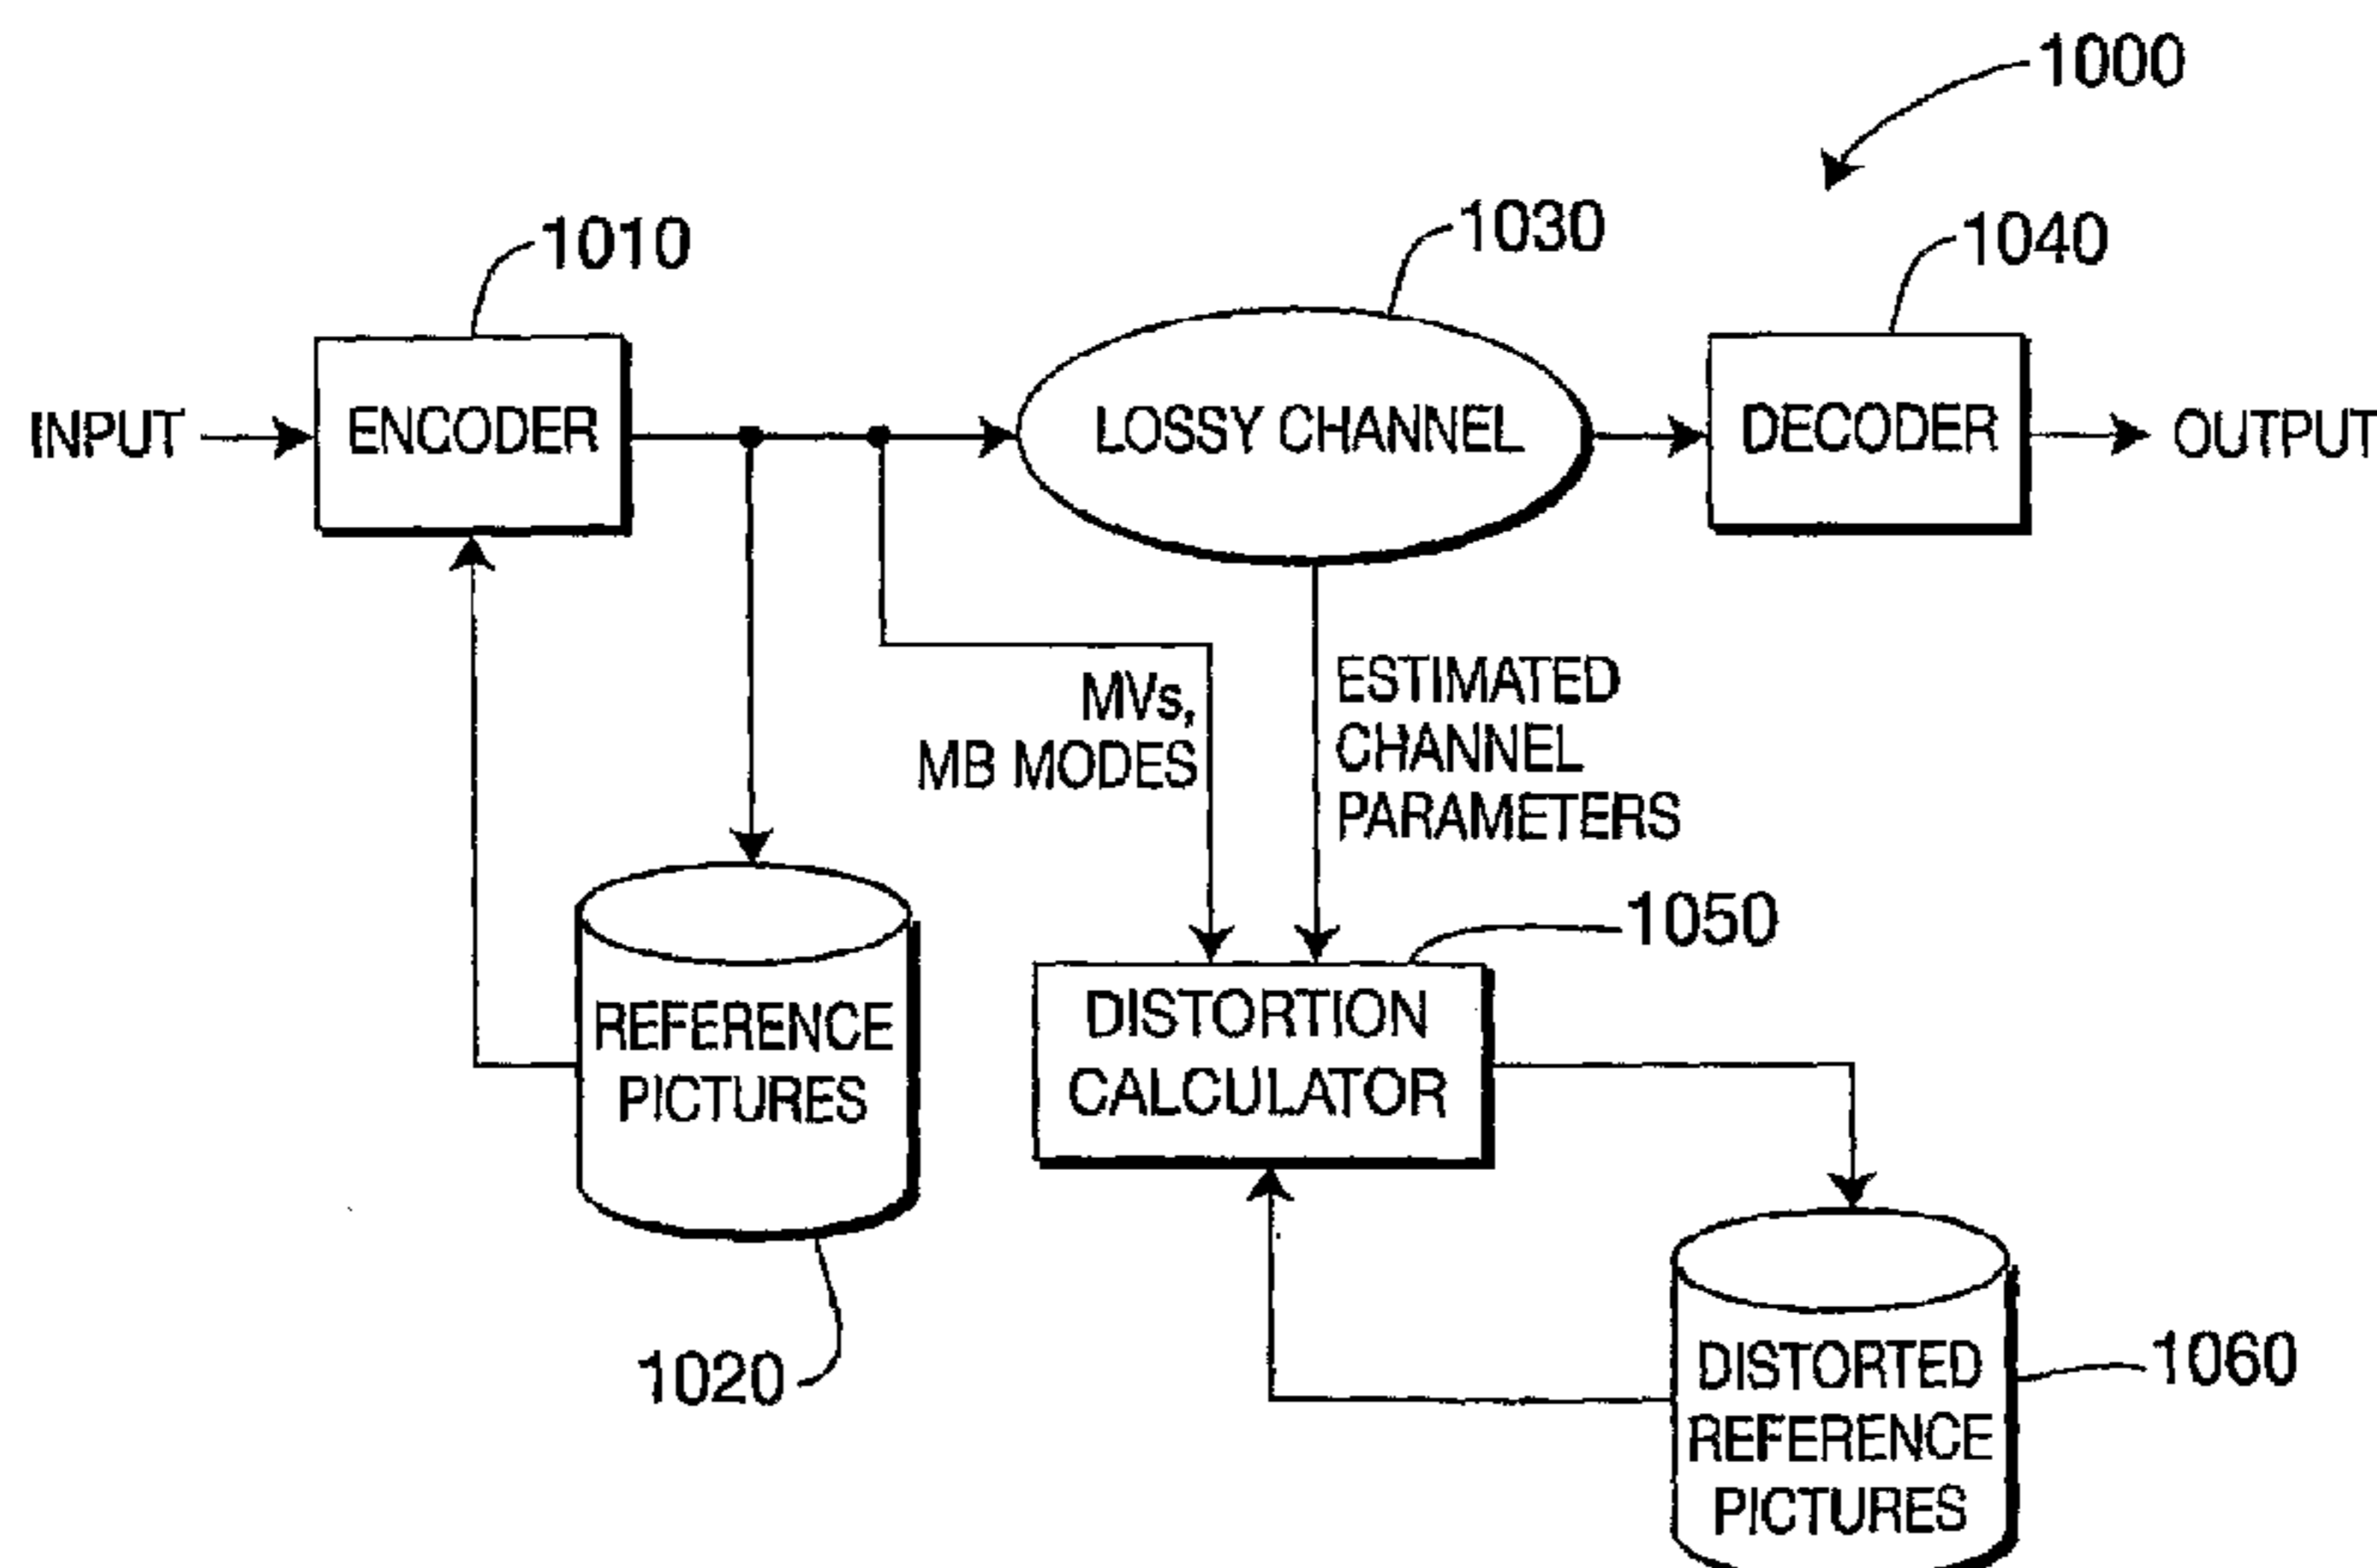 1000
1010
1030
1040
INPUT
ENCODER
LOSSY CHANNEL
DECODER
OUTPUT
MVs,
MB MODES
ESTIMATED
CHANNEL
PARAMETERS
1050
REFERENCE
PICTURES
DISTORTION
CALCULATOR
1020
DISTORTED
REFERENCE
PICTURES
1060